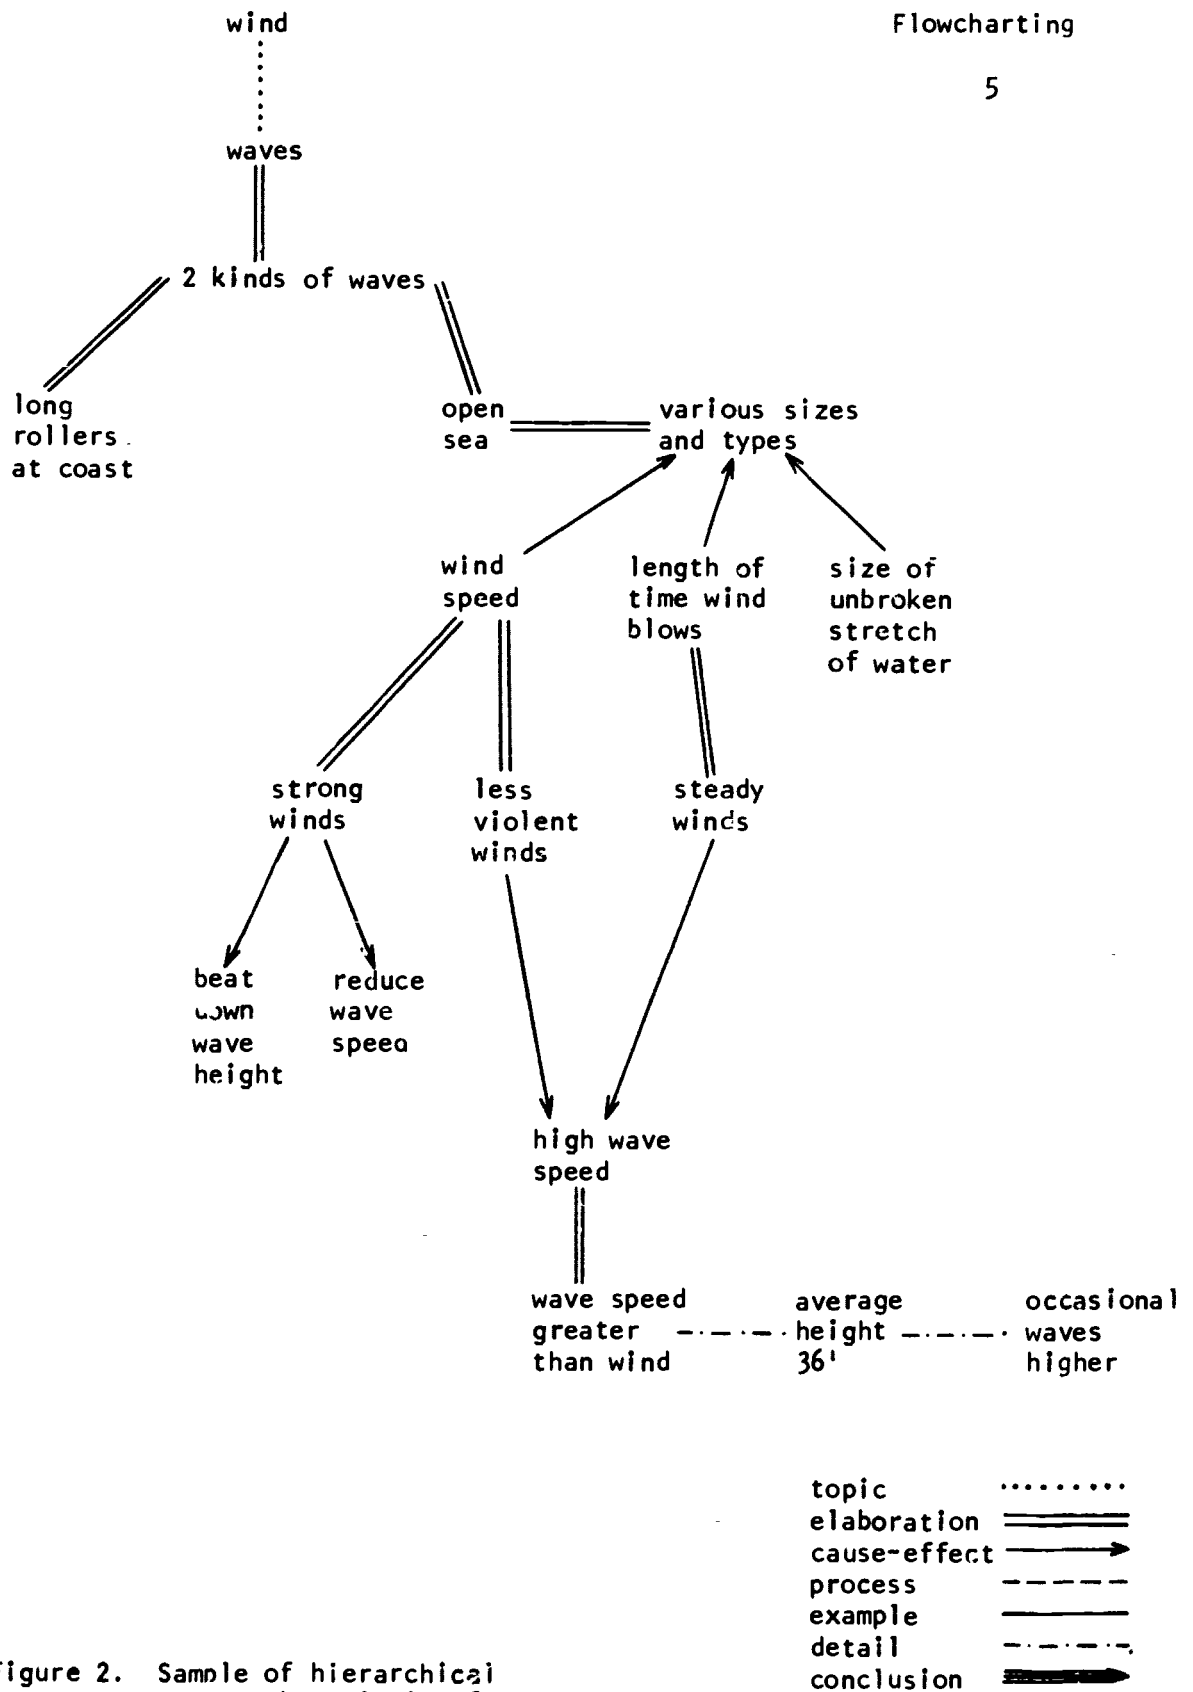 Flowcharting
5
wind
waves
2 kinds of waves
long
rollers
at coast
open
sea
various sizes
and types
wind
speed
length of
time wind
blows
size of
unbroken
stretch
of water
strong
winds
less
violent
winds
steady
winds
beat
down
wave
height
reduce
wave
speed
high wave
speed
wave speed
greater
than wind
average
height
36'
occasional
waves
higher
topic
elaboration
cause-effect
process
example
detail
conclusion
igure 2. Sample of hierarchical